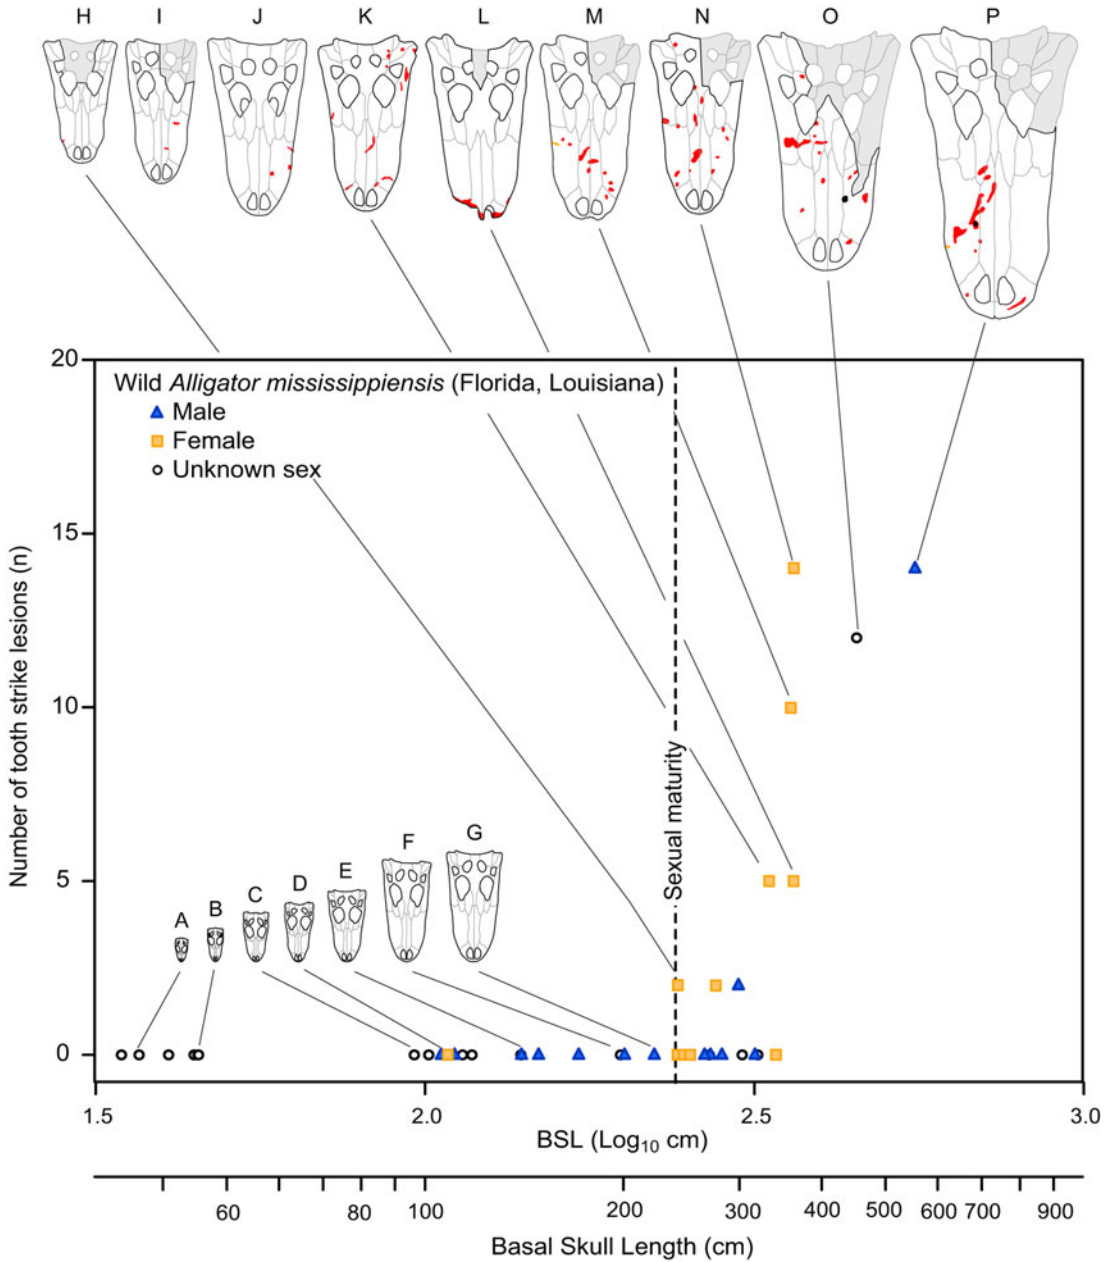 H I J K L M N O P
20
Wild Alligator mississippiensis (Florida, Louisiana)
Male
Female
Unknown sex
15
Number of tooth strike lesions (n)
10
Sexual maturity
5
A B C D E F G
0
1.5 2.0 2.5 3.0
BSL (Log10 cm)
60 80 100 200 300 400 500 600 700 900
Basal Skull Length (cm)